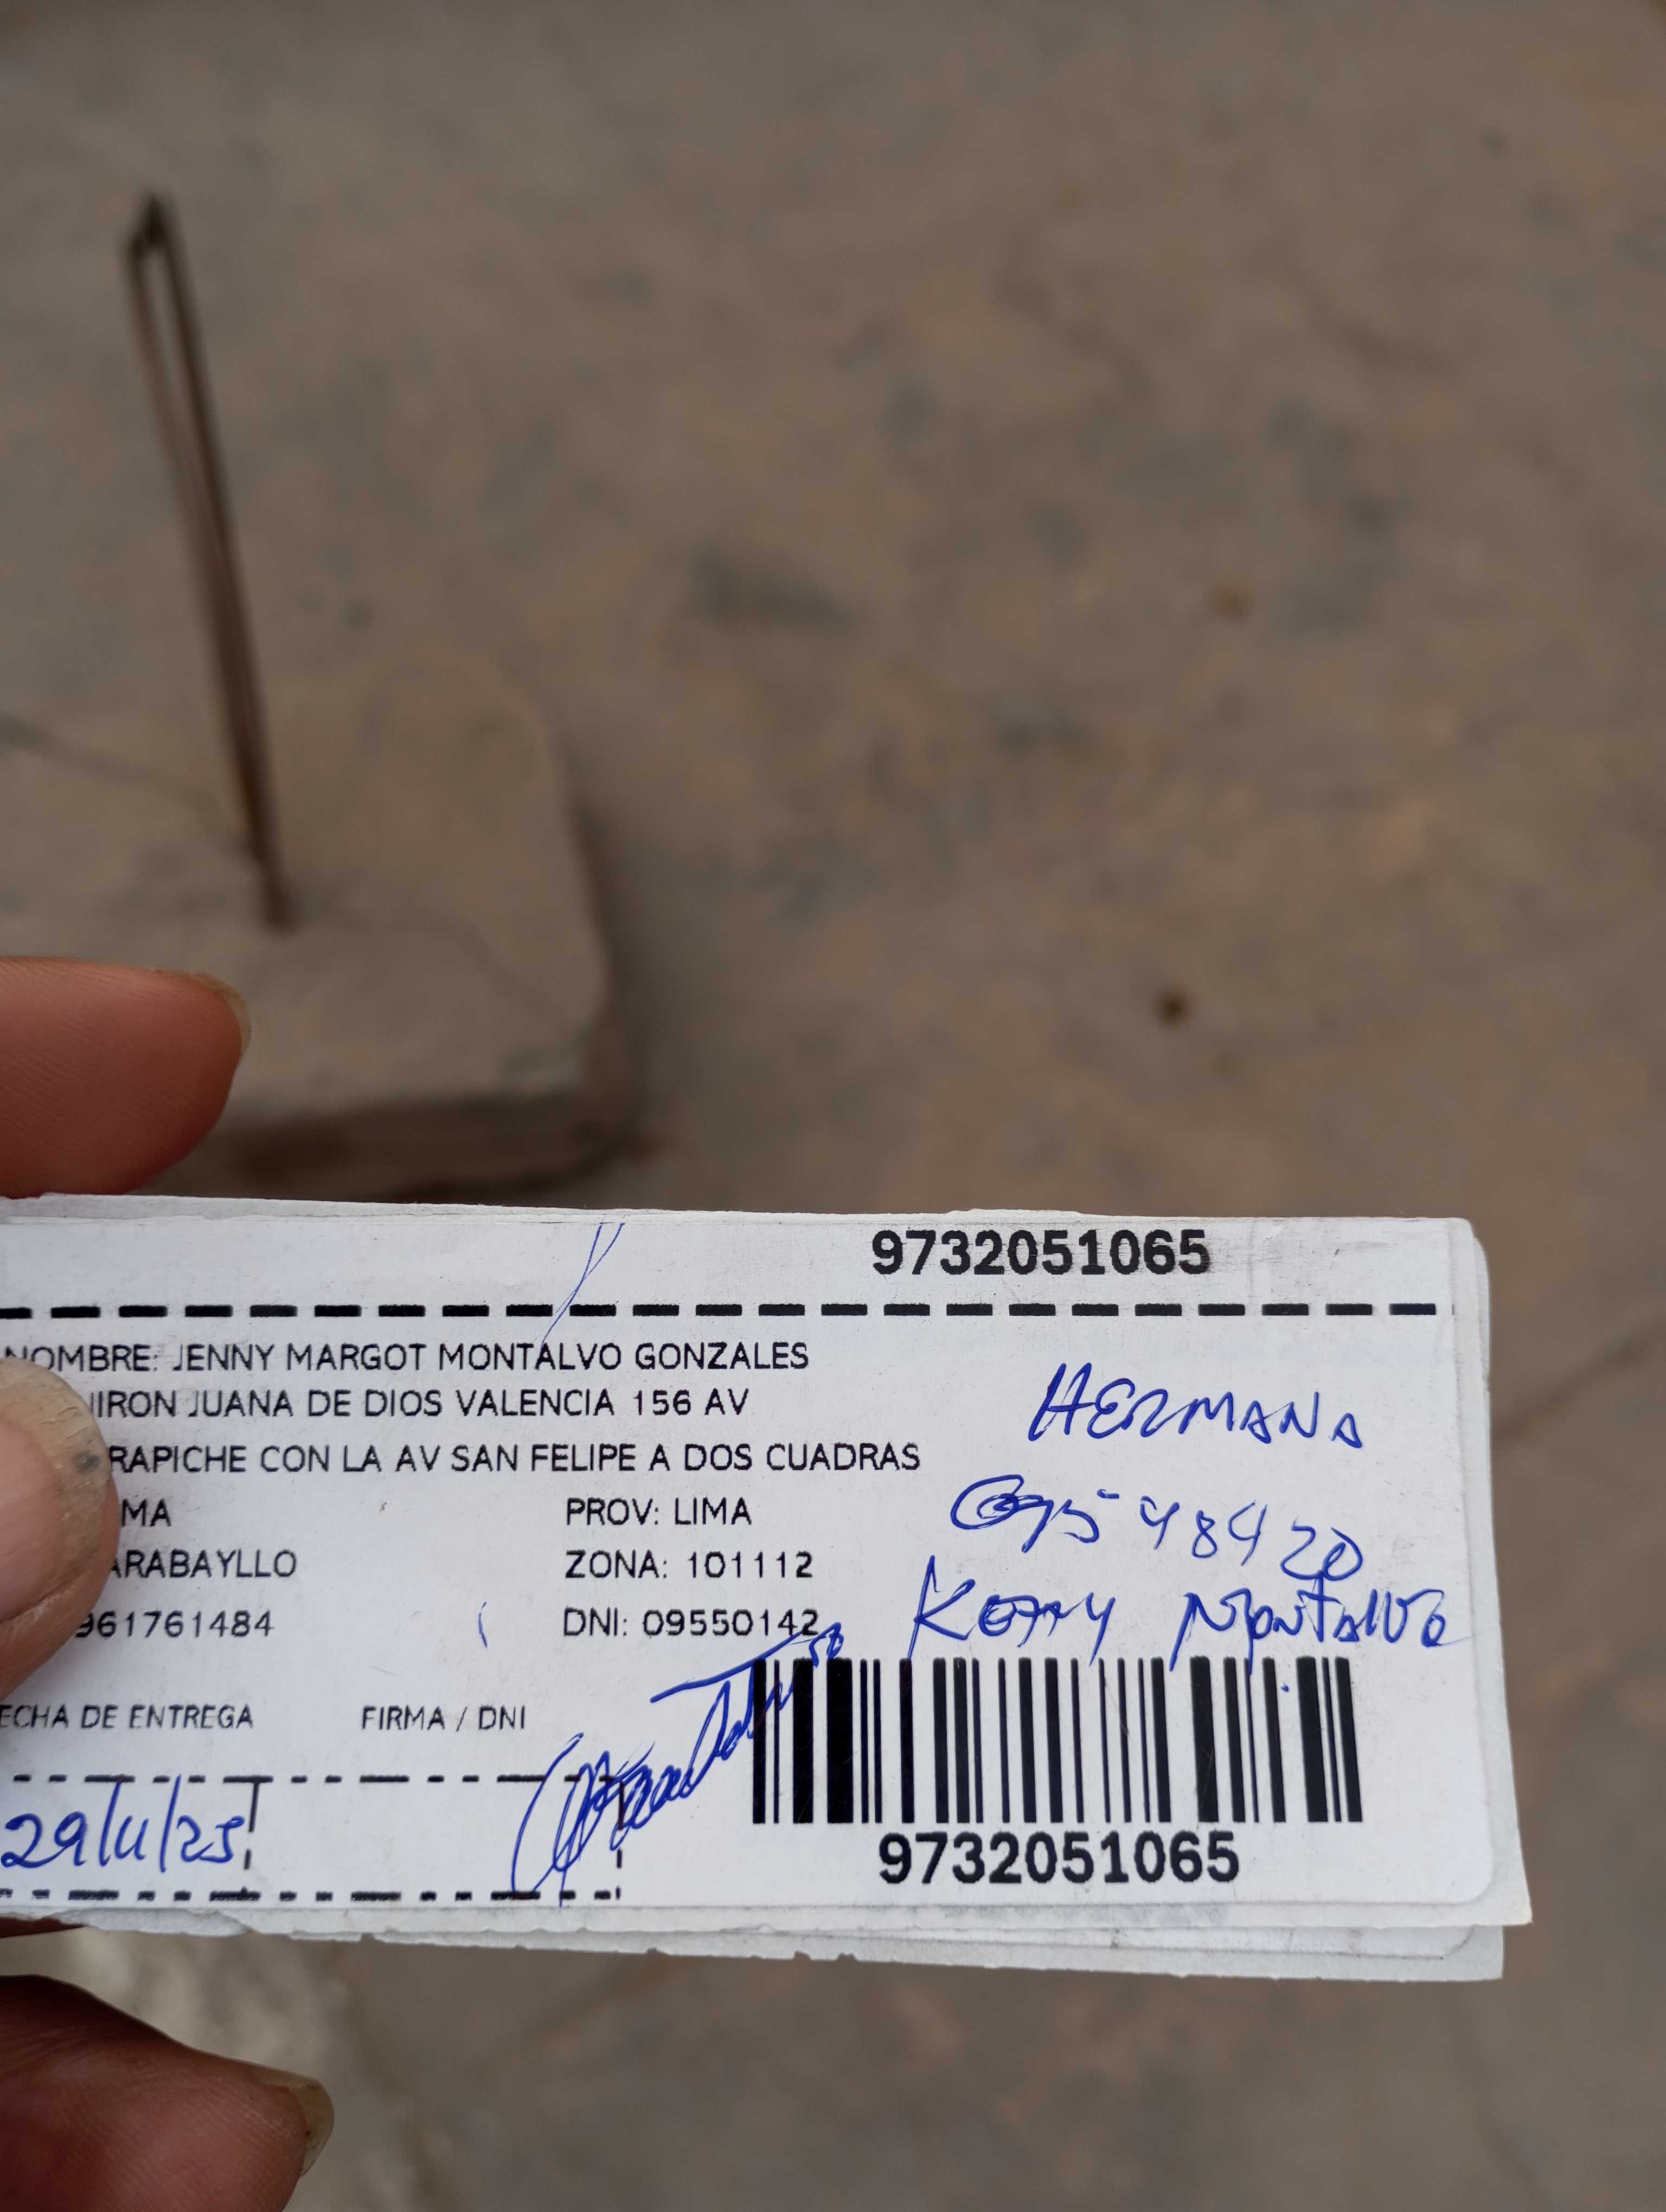 9732051065
NOMBRE: JENNY MARGOT MONTALVO GONZALES
JIRON JUANA DE DIOS VALENCIA 156 AV
RAPICHE CON LA AV SAN FELIPE A DOS CUADRAS
MA PROV: LIMA
ARABAYLLO ZONA: 101112
961761484 DNI: 09550142
HERMANA
48420
MONTALVO
ECHA DE ENTREGA FIRMA / DNI
29/11/25
9732051065